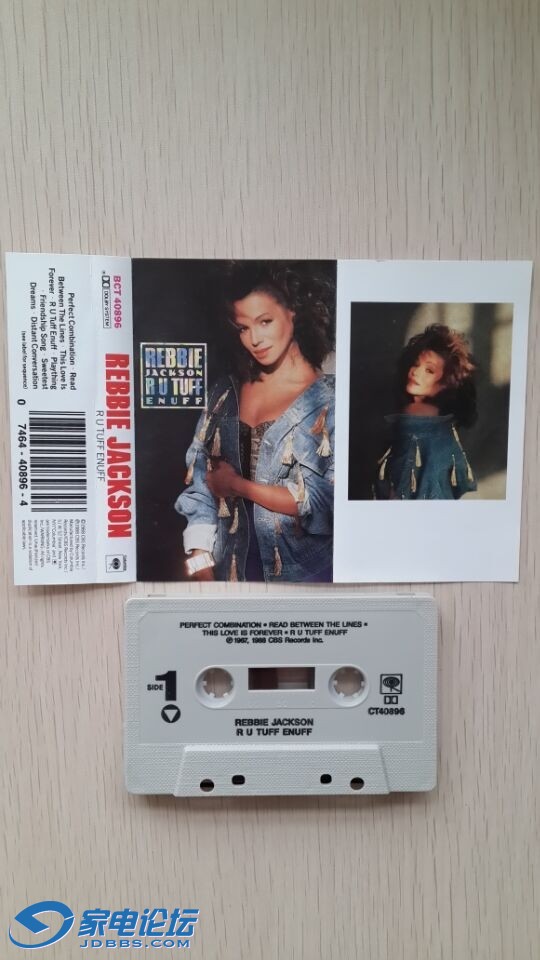 Perfect Combination · Read
Between The Lines · This Love Is
Forever · R U Tuff Enuff · Plaything
· Friendship Song · Sweetest
Dreams · Distant Conversation
(see label for sequence)
0 7464-40896-4
BCT 40896
DOLBY SYSTEM
REBBIE JACKSON
R U TUFF ENUFF
REBBIE
JACKSON
R U TUFF
ENUFF
PERFECT COMBINATION • READ BETWEEN THE LINES •
THIS LOVE IS FOREVER • R U TUFF ENUFF
℗ 1987, 1988 CBS Records Inc.
SIDE 1
CT40896
REBBIE JACKSON
R U TUFF ENUFF
家电论坛
JDBBS.COM